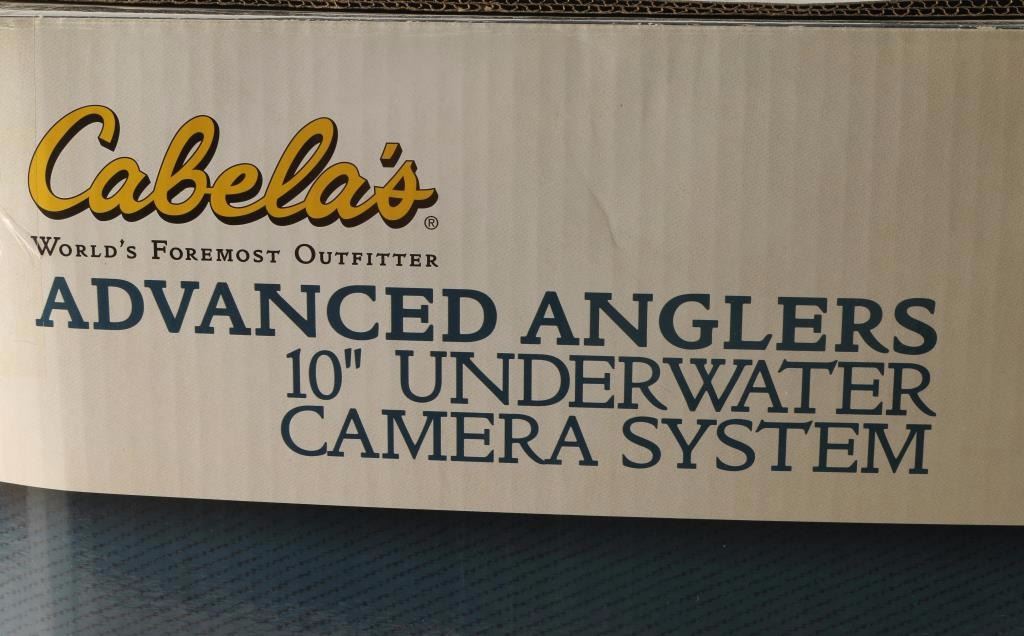 Cabela's®
World's Foremost Outfitter
ADVANCED ANGLERS
10" UNDERWATER
CAMERA SYSTEM